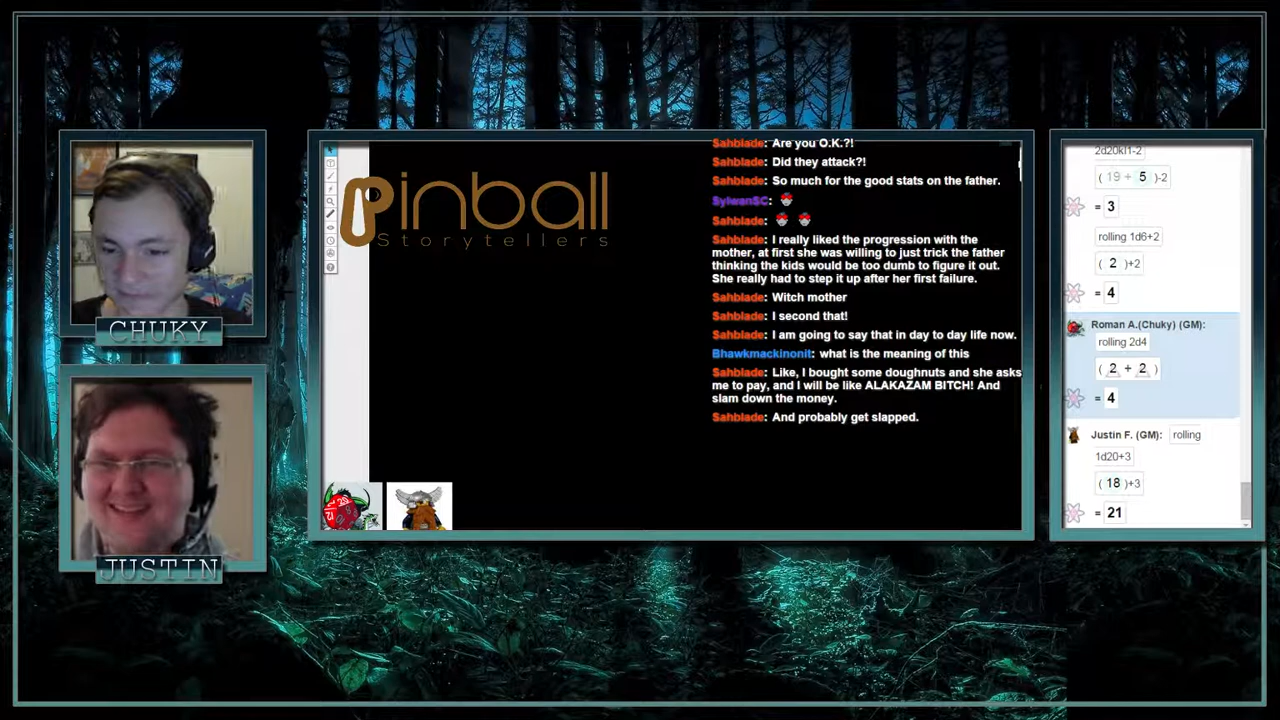 Pinball
Storytellers
CHUKY
JUSTIN
Sahblade: Are you O.K.?!
Sahblade: Did they attack?!
Sahblade: So much for the good stats on the father.
SylwanSC:
Sahblade:
Sahblade: I really liked the progression with the
mother, at first she was willing to just trick the father
thinking the kids would be too dumb to figure it out.
She really had to step it up after her first failure.
Sahblade: Witch mother
Sahblade: I second that!
Sahblade: I am going to say that in day to day life now.
Bhawkmackinonit: what is the meaning of this
Sahblade: Like, I bought some doughnuts and she asks
me to pay, and I will be like ALAKAZAM BITCH! And
slam down the money.
Sahblade: And probably get slapped.
2d20kl1-2
( 19 + 5 )-2
= 3
rolling 1d6+2
( 2 )+2
= 4
Roman A.(Chuky) (GM):
rolling 2d4
( 2 + 2 )
= 4
Justin F. (GM): rolling
1d20+3
( 18 )+3
= 21